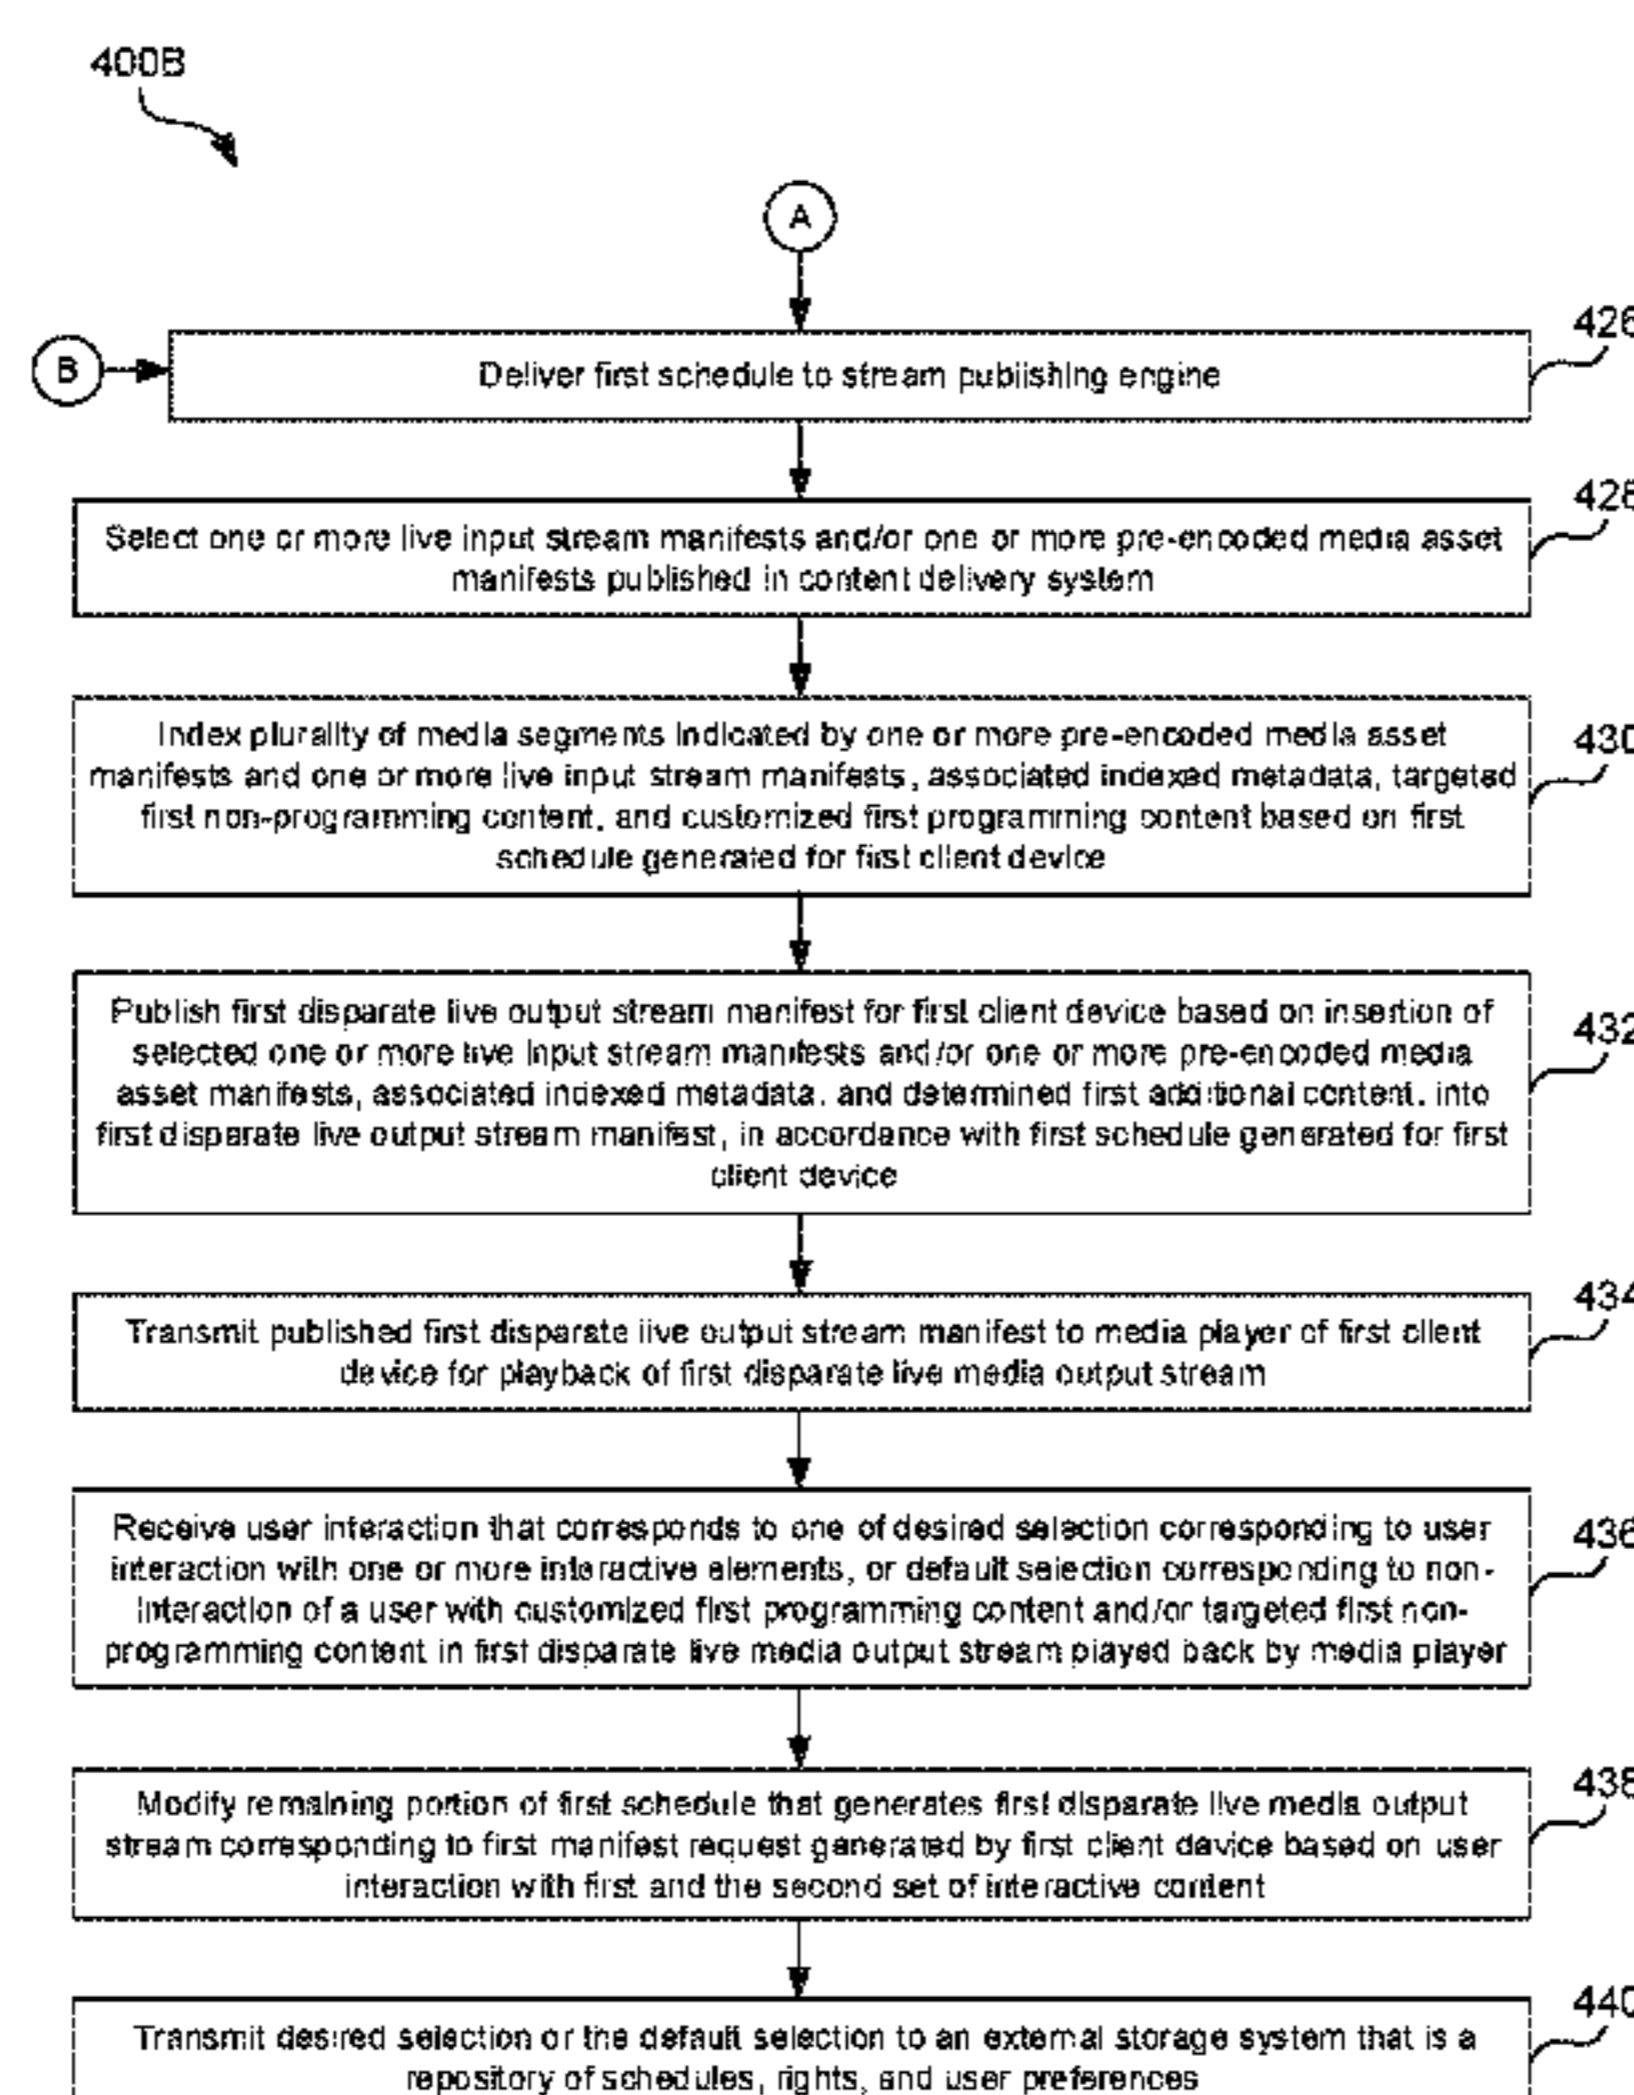 400B
A
B
426
Deliver first schedule to stream publishing engine
428
Select one or more live input stream manifests and/or one or more pre-encoded media asset
manifests published in content delivery system
430
Index plurality of media segments indicated by one or more pre-encoded media asset
manifests and one or more live input stream manifests, associated indexed metadata, targeted
first non-programming content, and customized first programming content based on first
schedule generated for first client device
432
Publish first disparate live output stream manifest for first client device based on insertion of
selected one or more live input stream manifests and/or one or more pre-encoded media
asset manifests, associated indexed metadata, and determined first additional content, into
first disparate live output stream manifest, in accordance with first schedule generated for first
client device
434
Transmit published first disparate live output stream manifest to media player of first client
device for playback of first disparate live media output stream
436
Receive user interaction that corresponds to one of desired selection corresponding to user
interaction with one or more interactive elements, or default selection corresponding to non-
interaction of a user with customized first programming content and/or targeted first non-
programming content in first disparate live media output stream played back by media player
438
Modify remaining portion of first schedule that generates first disparate live media output
stream corresponding to first manifest request generated by first client device based on user
interaction with first and the second set of interactive content
440
Transmit desired selection or the default selection to an external storage system that is a
repository of schedules, rights, and user preferences